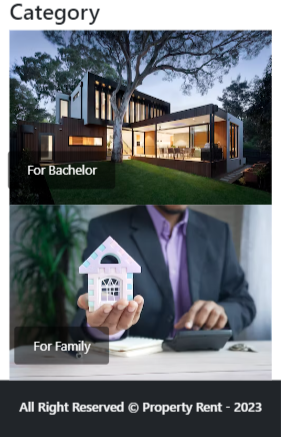 Category
For Bachelor
For Family
All Right Reserved © Property Rent - 2023